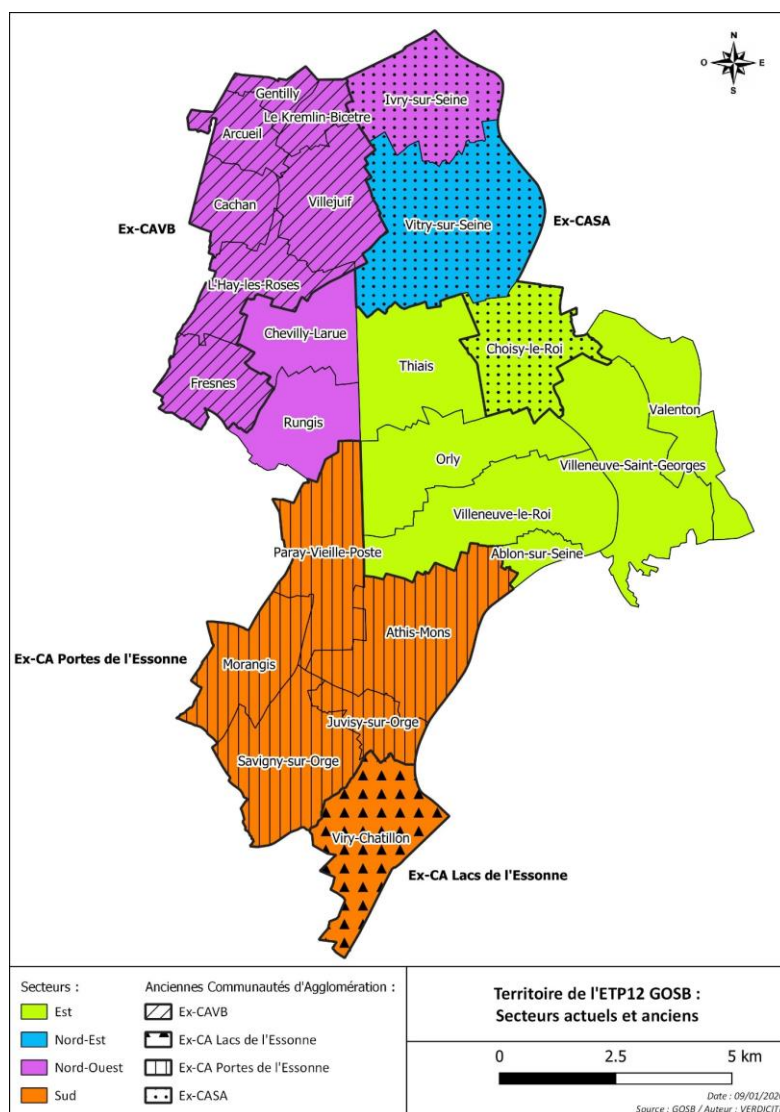 N
O E
S
Gentilly
Ivry-sur-Seine
Le Kremlin-Bicetre
Arcueil
Cachan
Villejuif
Ex-CAVB
Vitry-sur-Seine
Ex-CASA
L'Hay-les-Roses
Chevilly-Larue
Thiais
Choisy-le-Roi
Fresnes
Rungis
Valenton
Orly
Villeneuve-Saint-Georges
Villeneuve-le-Roi
Paray-Vieille-Poste
Ablon-sur-Seine
Athis-Mons
Ex-CA Portes de l'Essonne
Morangis
Juvisy-sur-Orge
Savigny-sur-Orge
Viry-Chatillon
Ex-CA Lacs de l'Essonne
Secteurs :
Est
Nord-Est
Nord-Ouest
Sud
Anciennes Communautés d'Agglomération :
Ex-CAVB
Ex-CA Lacs de l'Essonne
Ex-CA Portes de l'Essonne
Ex-CASA
Territoire de l'ETP12 GOSB :
Secteurs actuels et anciens
0 2.5 5 km
Date : 09/01/202
Source : GOSB / Auteur : VERDICIT